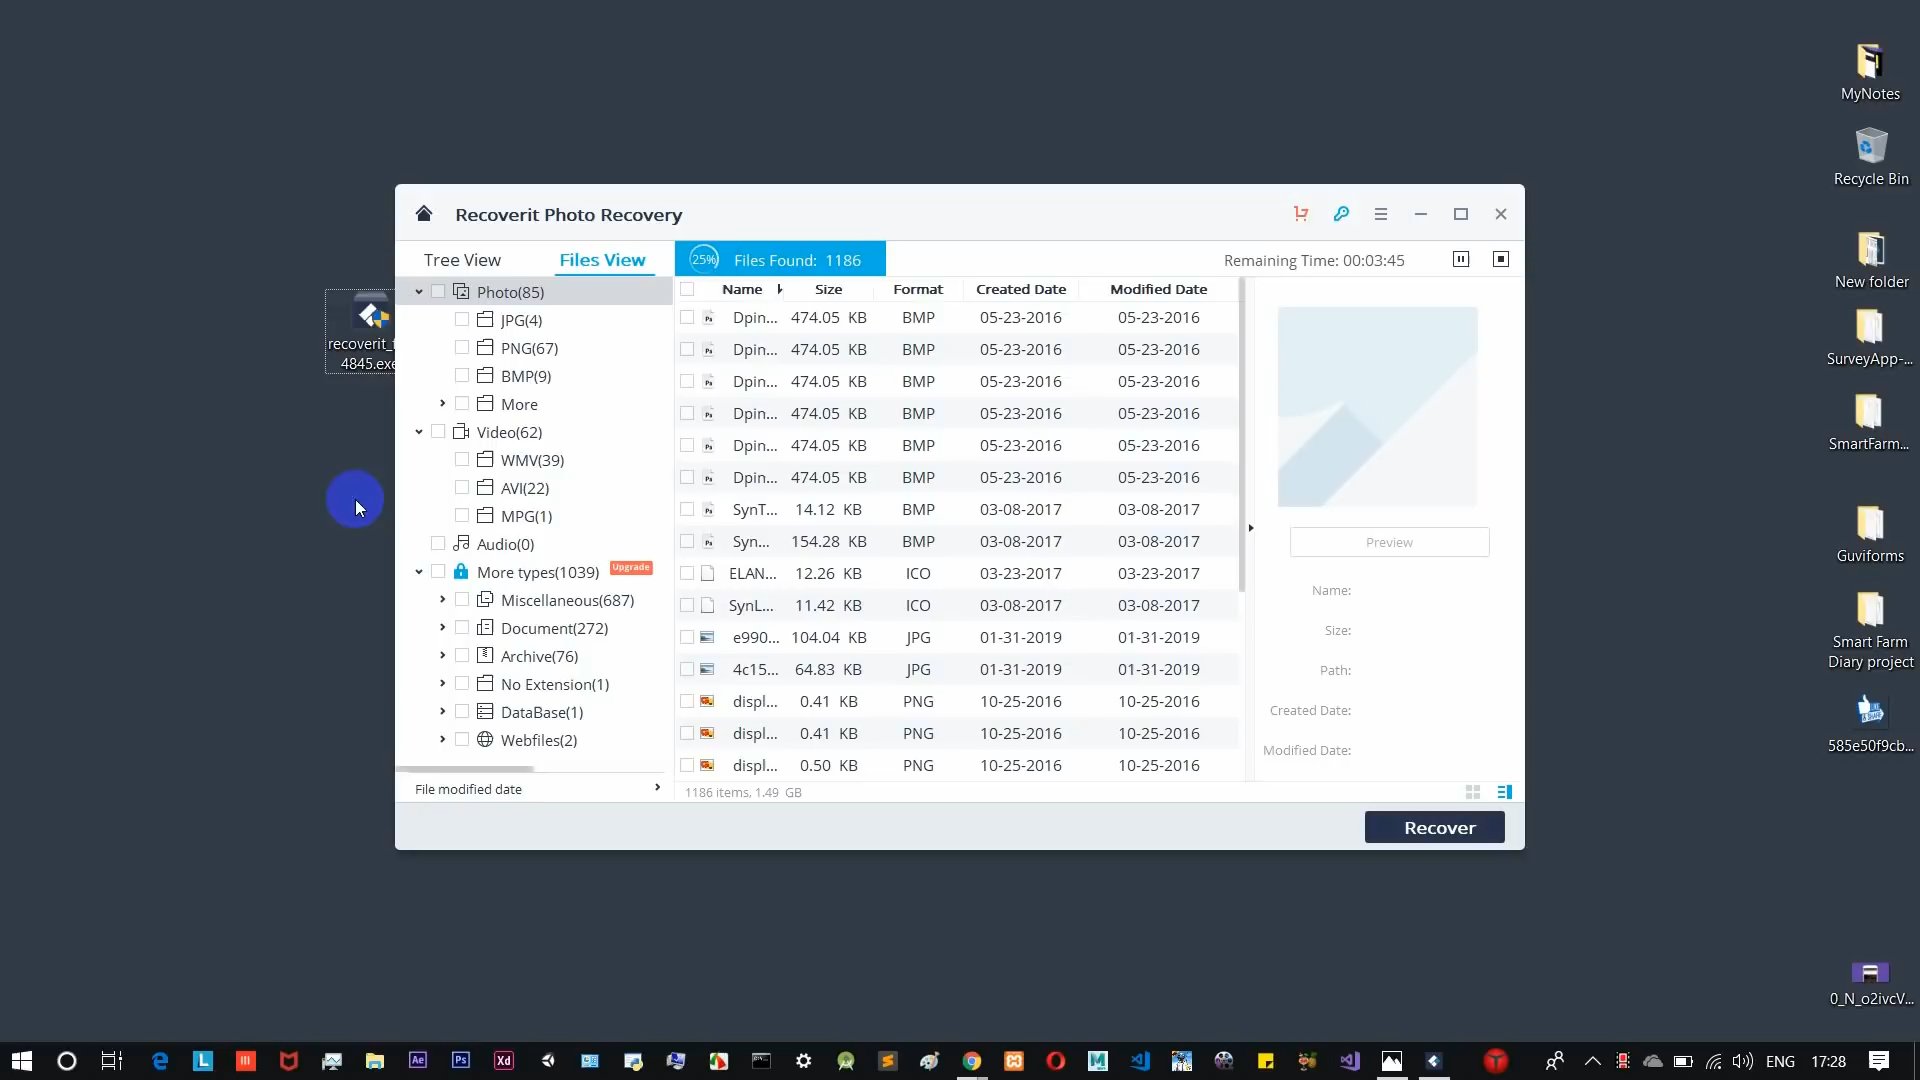 MyNotes
Recycle Bin
New folder
SurveyApp-...
SmartFarm...
Guviforms
Smart Farm
Diary project
585e50f9cb...
0_N_o2ivcV...
4845.exe
Recoverit Photo Recovery
Tree View Files View 25% Files Found: 1186 Remaining Time: 00:03:45
Photo(85)
JPG(4)
PNG(67)
BMP(9)
More
Video(62)
WMV(39)
AVI(22)
MPG(1)
Audio(0)
More types(1039) Upgrade
Miscellaneous(687)
Document(272)
Archive(76)
No Extension(1)
DataBase(1)
Webfiles(2)
File modified date
Name Size Format Created Date Modified Date
Dpin... 474.05 KB BMP 05-23-2016 05-23-2016
Dpin... 474.05 KB BMP 05-23-2016 05-23-2016
Dpin... 474.05 KB BMP 05-23-2016 05-23-2016
Dpin... 474.05 KB BMP 05-23-2016 05-23-2016
Dpin... 474.05 KB BMP 05-23-2016 05-23-2016
Dpin... 474.05 KB BMP 05-23-2016 05-23-2016
SynT... 14.12 KB BMP 03-08-2017 03-08-2017
Syn... 154.28 KB BMP 03-08-2017 03-08-2017
ELAN... 12.26 KB ICO 03-23-2017 03-23-2017
SynL... 11.42 KB ICO 03-08-2017 03-08-2017
e990... 104.04 KB JPG 01-31-2019 01-31-2019
4c15... 64.83 KB JPG 01-31-2019 01-31-2019
displ... 0.41 KB PNG 10-25-2016 10-25-2016
displ... 0.41 KB PNG 10-25-2016 10-25-2016
displ... 0.50 KB PNG 10-25-2016 10-25-2016
1186 items, 1.49 GB
Preview
Name:
Size:
Path:
Created Date:
Modified Date:
Recover
Ae Ps Xd
ENG 17:28